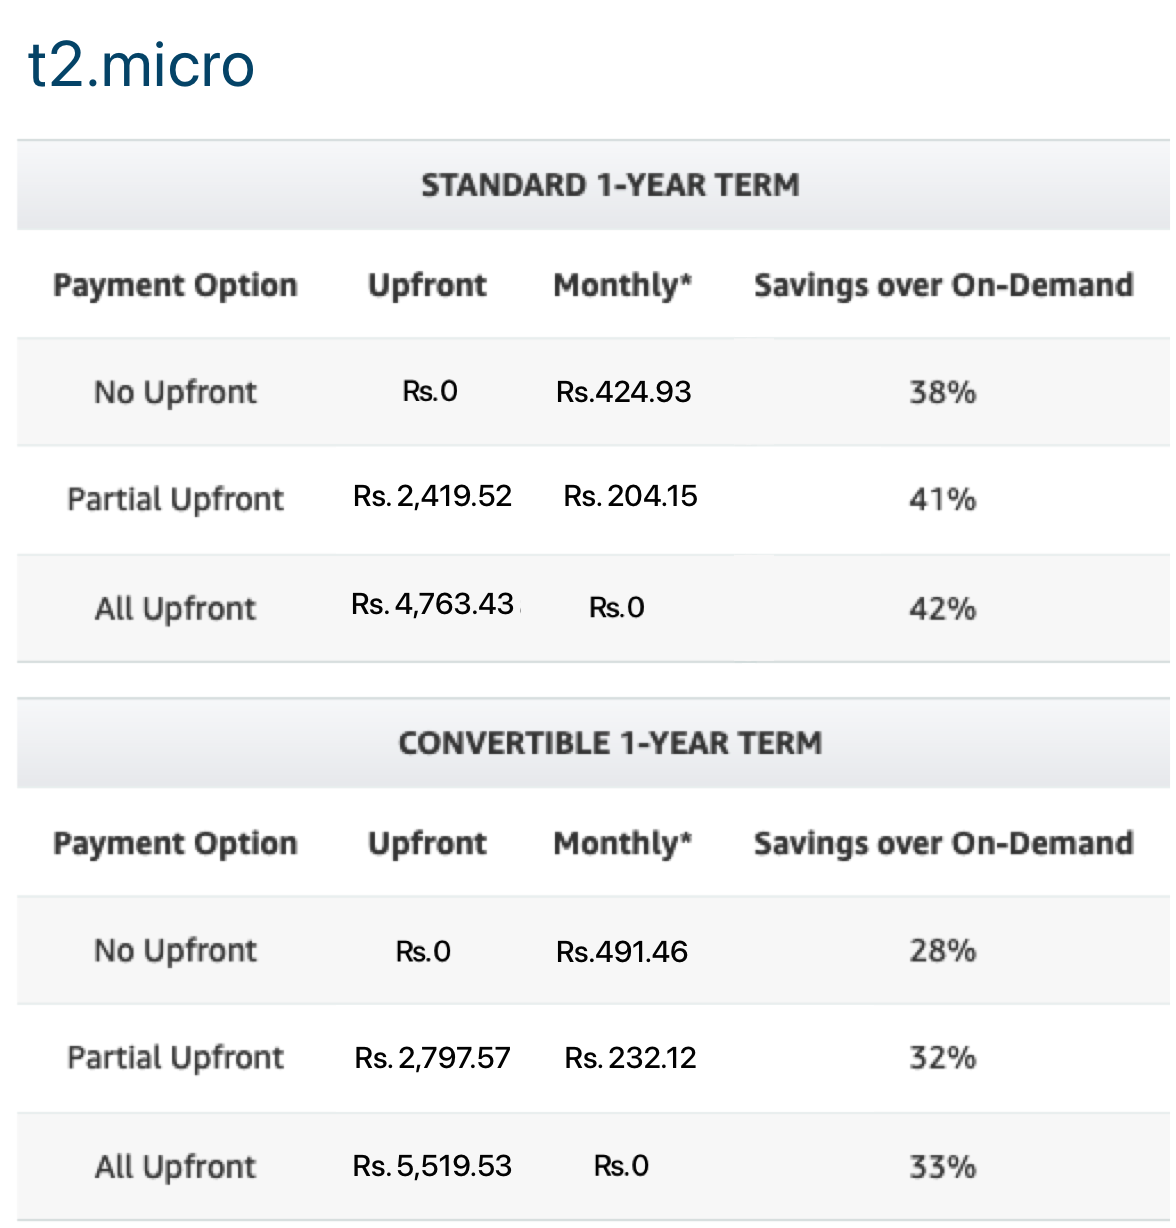 t2.micro
STANDARD 1-YEAR TERM
Payment Option Upfront Monthly* Savings over On-Demand
No Upfront Rs.0 Rs.424.93 38%
Partial Upfront Rs. 2,419.52 Rs. 204.15 41%
All Upfront Rs. 4,763.43 Rs.0 42%
CONVERTIBLE 1-YEAR TERM
Payment Option Upfront Monthly* Savings over On-Demand
No Upfront Rs.0 Rs.491.46 28%
Partial Upfront Rs. 2,797.57 Rs. 232.12 32%
All Upfront Rs. 5,519.53 Rs.0 33%